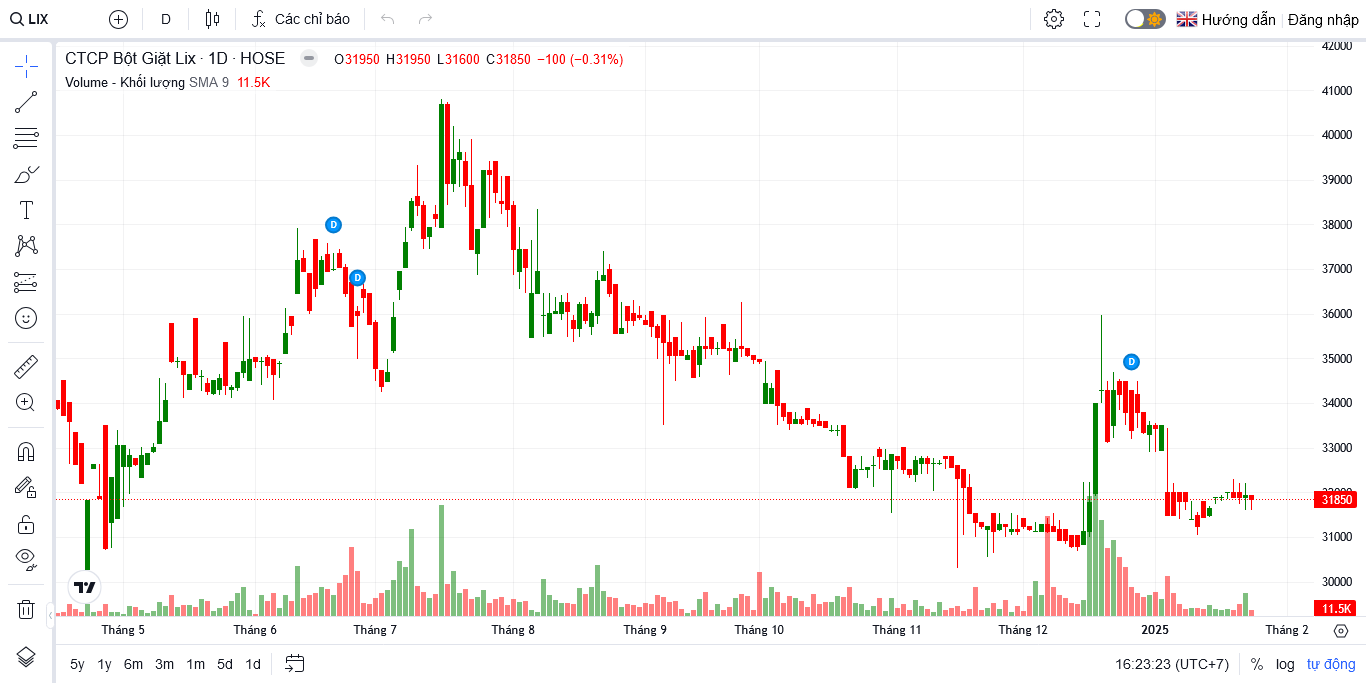 LIX D Các chỉ báo Hướng dẫn Đăng nhập
CTCP Bột Giặt Lix · 1D · HOSE O31950 H31950 L31600 C31850 −100 (−0.31%)
Volume - Khối lượng SMA 9 11.5K
42000
41000
40000
39000
38000
37000
36000
35000
34000
33000
32000
31850
31000
30000
11.5K
D
D
D
Tháng 5 Tháng 6 Tháng 7 Tháng 8 Tháng 9 Tháng 10 Tháng 11 Tháng 12 2025 Tháng 2
5y 1y 6m 3m 1m 5d 1d 16:23:23 (UTC+7) % log tự động